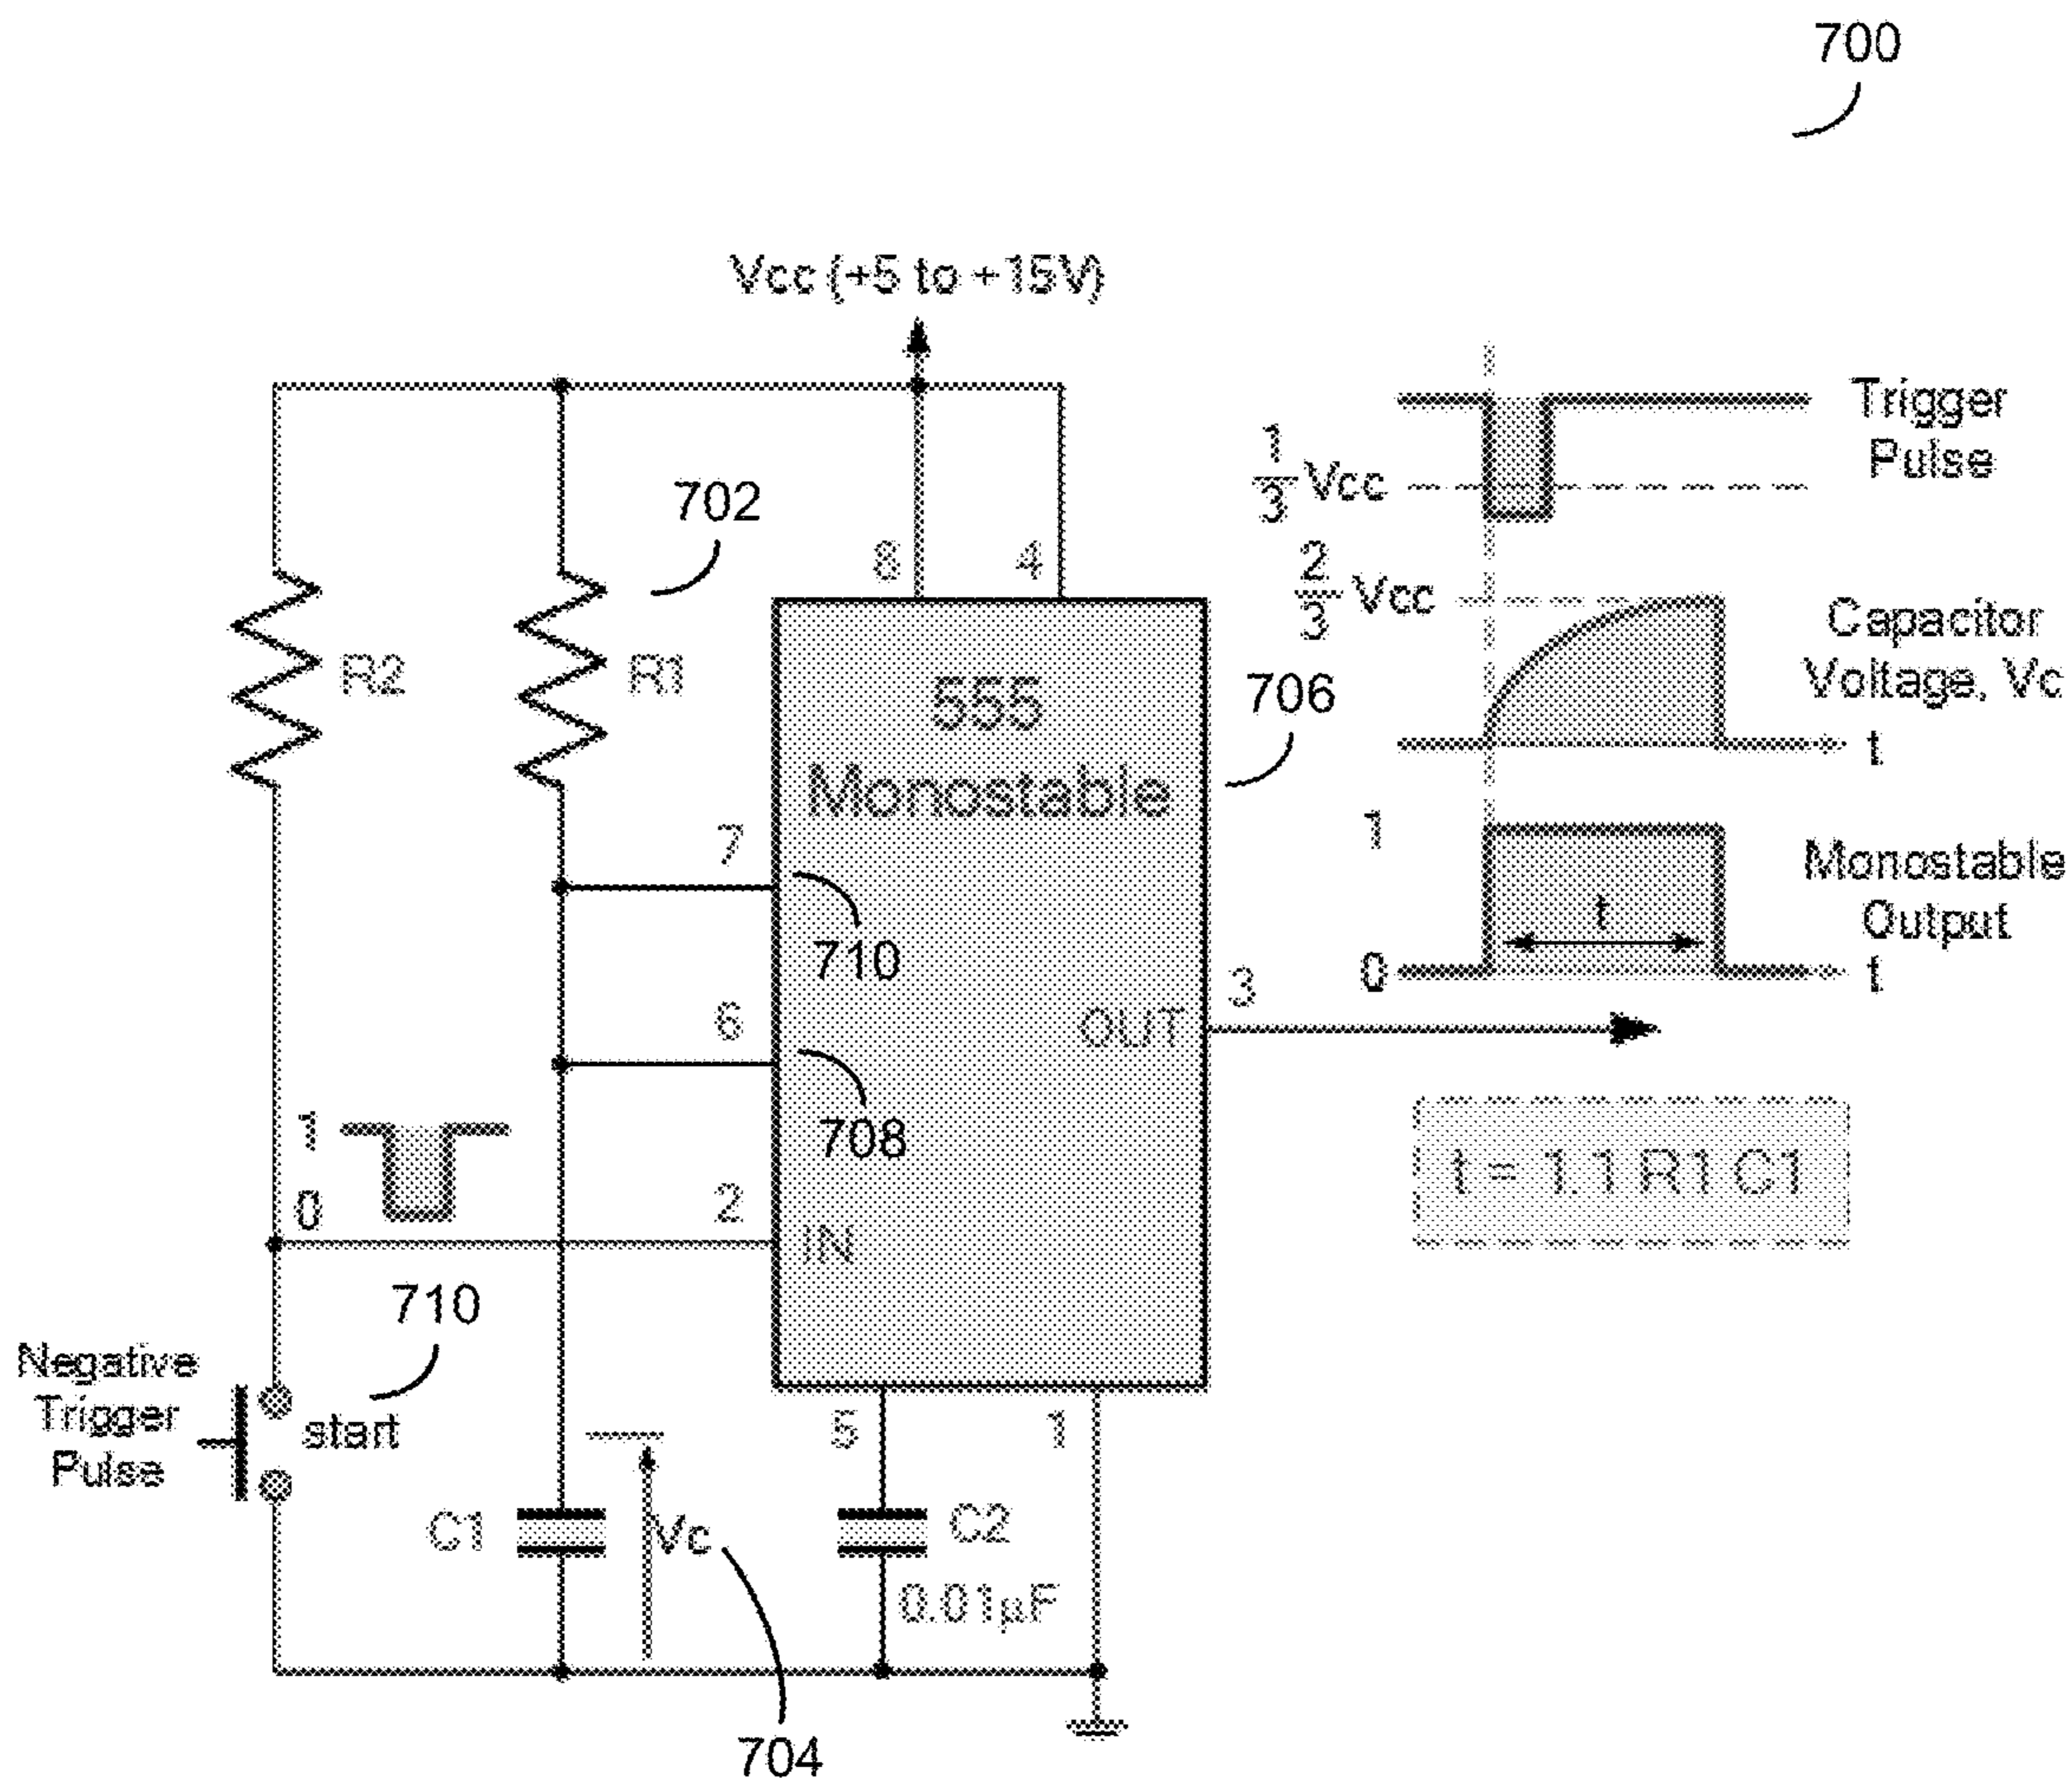 700
Vcc (+5 to +15V)
702
R2
R1
8
4
555
Monostable
706
7
710
6
708
2
IN
OUT
3
1
0
710
Negative
Trigger
Pulse
start
C1
Vc
704
5
1
C2
0.01µF
1
3
Vcc
Trigger
Pulse
2
3
Vcc
Capacitor
Voltage, Vc
t
1
0
t
t
Monostable
Output
t = 1.1 R1 C1